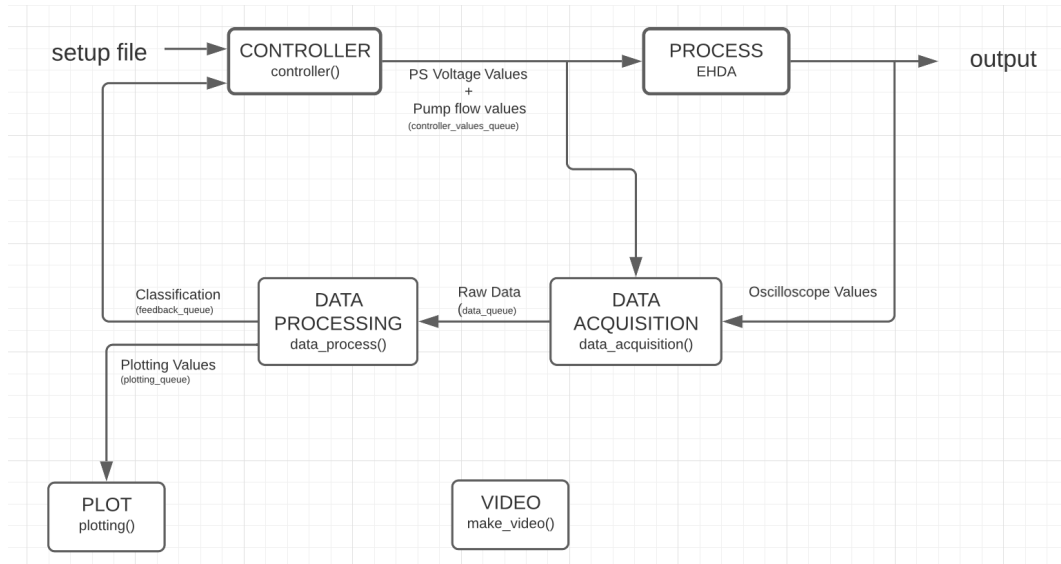 setup file
CONTROLLER
controller()
PS Voltage Values
+
Pump flow values
(controller_values_queue)
PROCESS
EHDA
output
Classification
(feedback_queue)
DATA
PROCESSING
data_process()
Raw Data
(data_queue)
DATA
ACQUISITION
data_acquisition()
Oscilloscope Values
Plotting Values
(plotting_queue)
PLOT
plotting()
VIDEO
make_video()